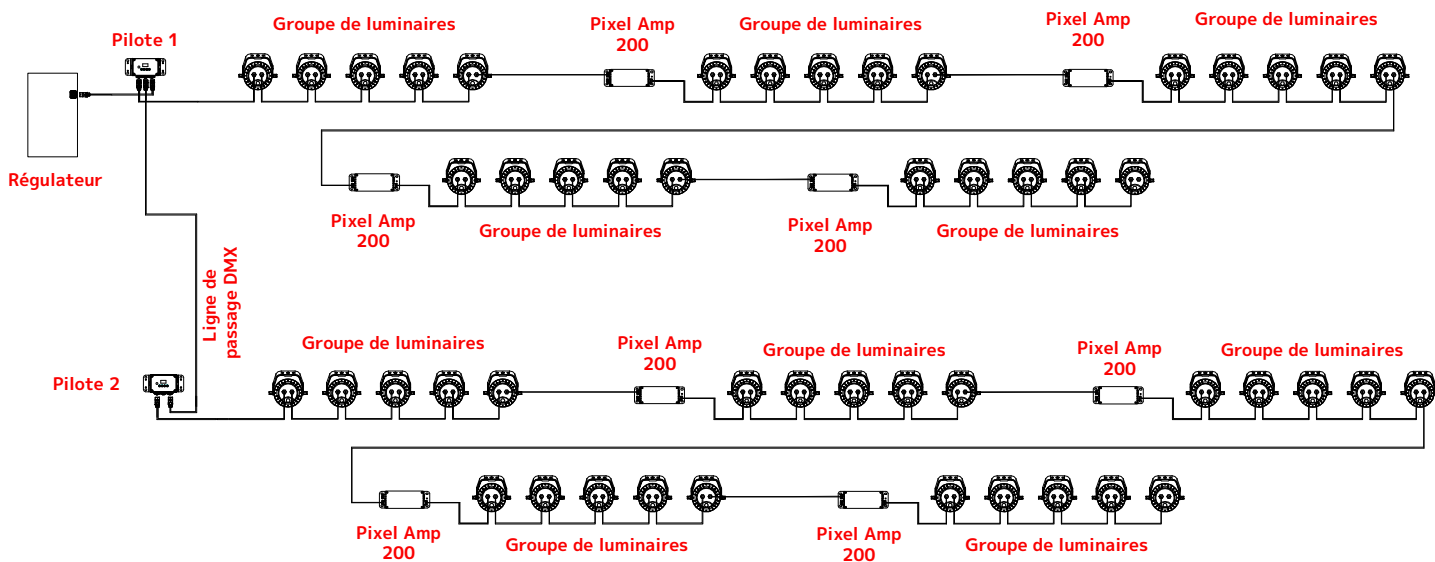 Groupe de luminaires
Pixel Amp
200
Groupe de luminaires
Pixel Amp
200
Groupe de luminaires
Pilote 1
Régulateur
Pixel Amp
200
Groupe de luminaires
Pixel Amp
200
Groupe de luminaires
Ligne de
passage DMX
Pilote 2
Groupe de luminaires
Pixel Amp
200
Groupe de luminaires
Pixel Amp
200
Groupe de luminaires
Pixel Amp
200
Groupe de luminaires
Pixel Amp
200
Groupe de luminaires